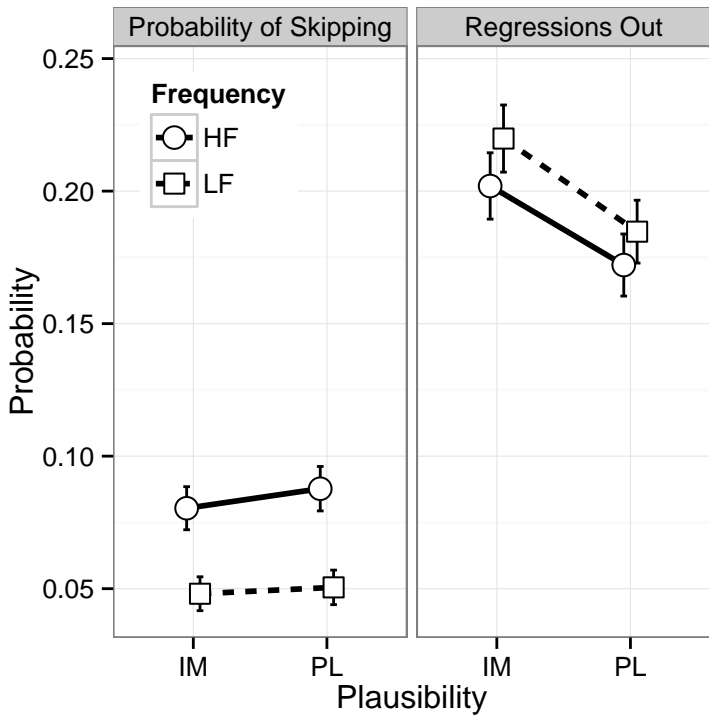 Probability of Skipping
Regressions Out
Frequency
HF
LF
Probability
0.25
0.20
0.15
0.10
0.05
IM
PL
IM
PL
Plausibility